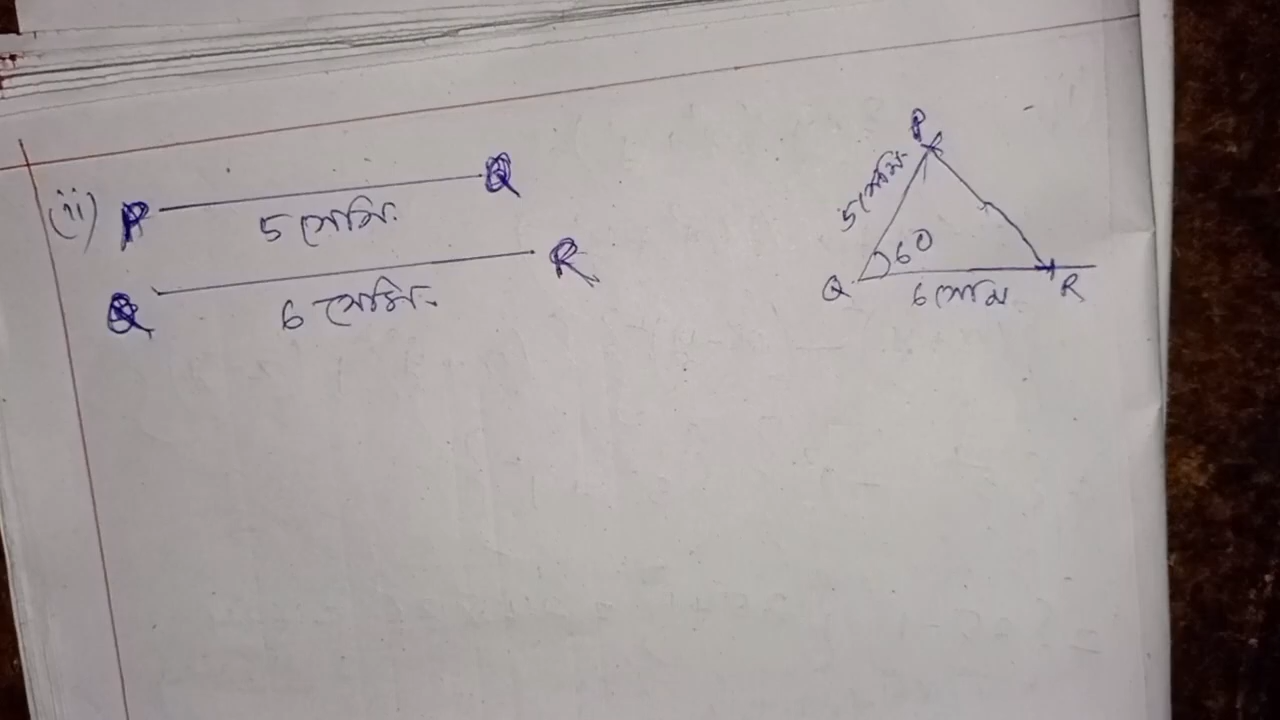 (ii) P 5 সেমি. Q
Q 6 সেমি. R
P
5 সেমি.
60
Q 6 সেমি R